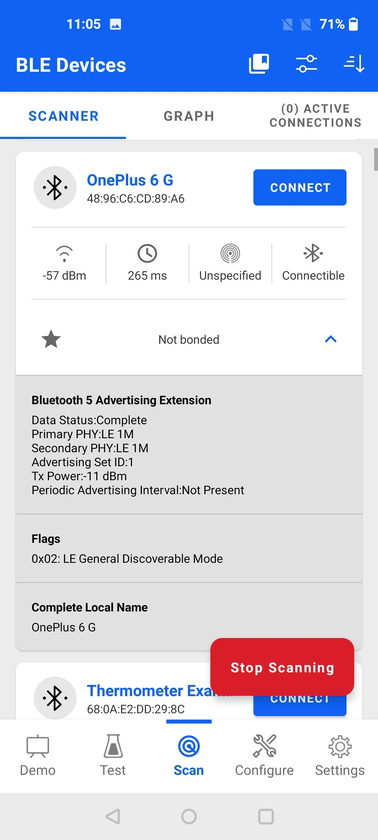 11:05
71%
BLE Devices
SCANNER
GRAPH
(0) ACTIVE
CONNECTIONS
OnePlus 6 G
48:96:C6:CD:89:A6
CONNECT
-57 dBm
265 ms
Unspecified
Connectible
Not bonded
Bluetooth 5 Advertising Extension
Data Status:Complete
Primary PHY:LE 1M
Secondary PHY:LE 1M
Advertising Set ID:1
Tx Power:-11 dBm
Periodic Advertising Interval:Not Present
Flags
0x02: LE General Discoverable Mode
Complete Local Name
OnePlus 6 G
Stop Scanning
Thermometer
68:0A:E2:DD:29:8C
CONNECT
Demo
Test
Scan
Configure
Settings